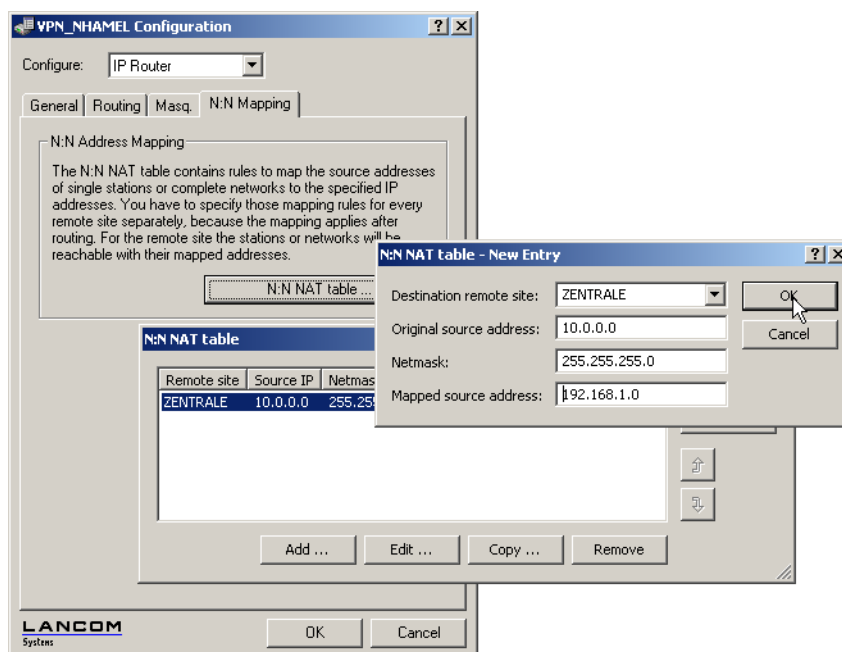 VPN_NHAMEL Configuration
Configure: IP Router
General Routing Masq. N:N Mapping
N:N Address Mapping
The N:N NAT table contains rules to map the source addresses
of single stations or complete networks to the specified IP
addresses. You have to specify those mapping rules for every
remote site separately, because the mapping applies after
routing. For the remote site the stations or networks will be
reachable with their mapped addresses.
N:N NAT table ...
N:N NAT table - New Entry
Destination remote site: ZENTRALE
OK
Original source address: 10.0.0.0
Cancel
Netmask: 255.255.255.0
Mapped source address: 192.168.1.0
N:N NAT table
Remote site Source IP
ZENTRALE 10.0.0.0
Add ... Edit ... Copy ... Remove
LANCOM
Systems
OK Cancel